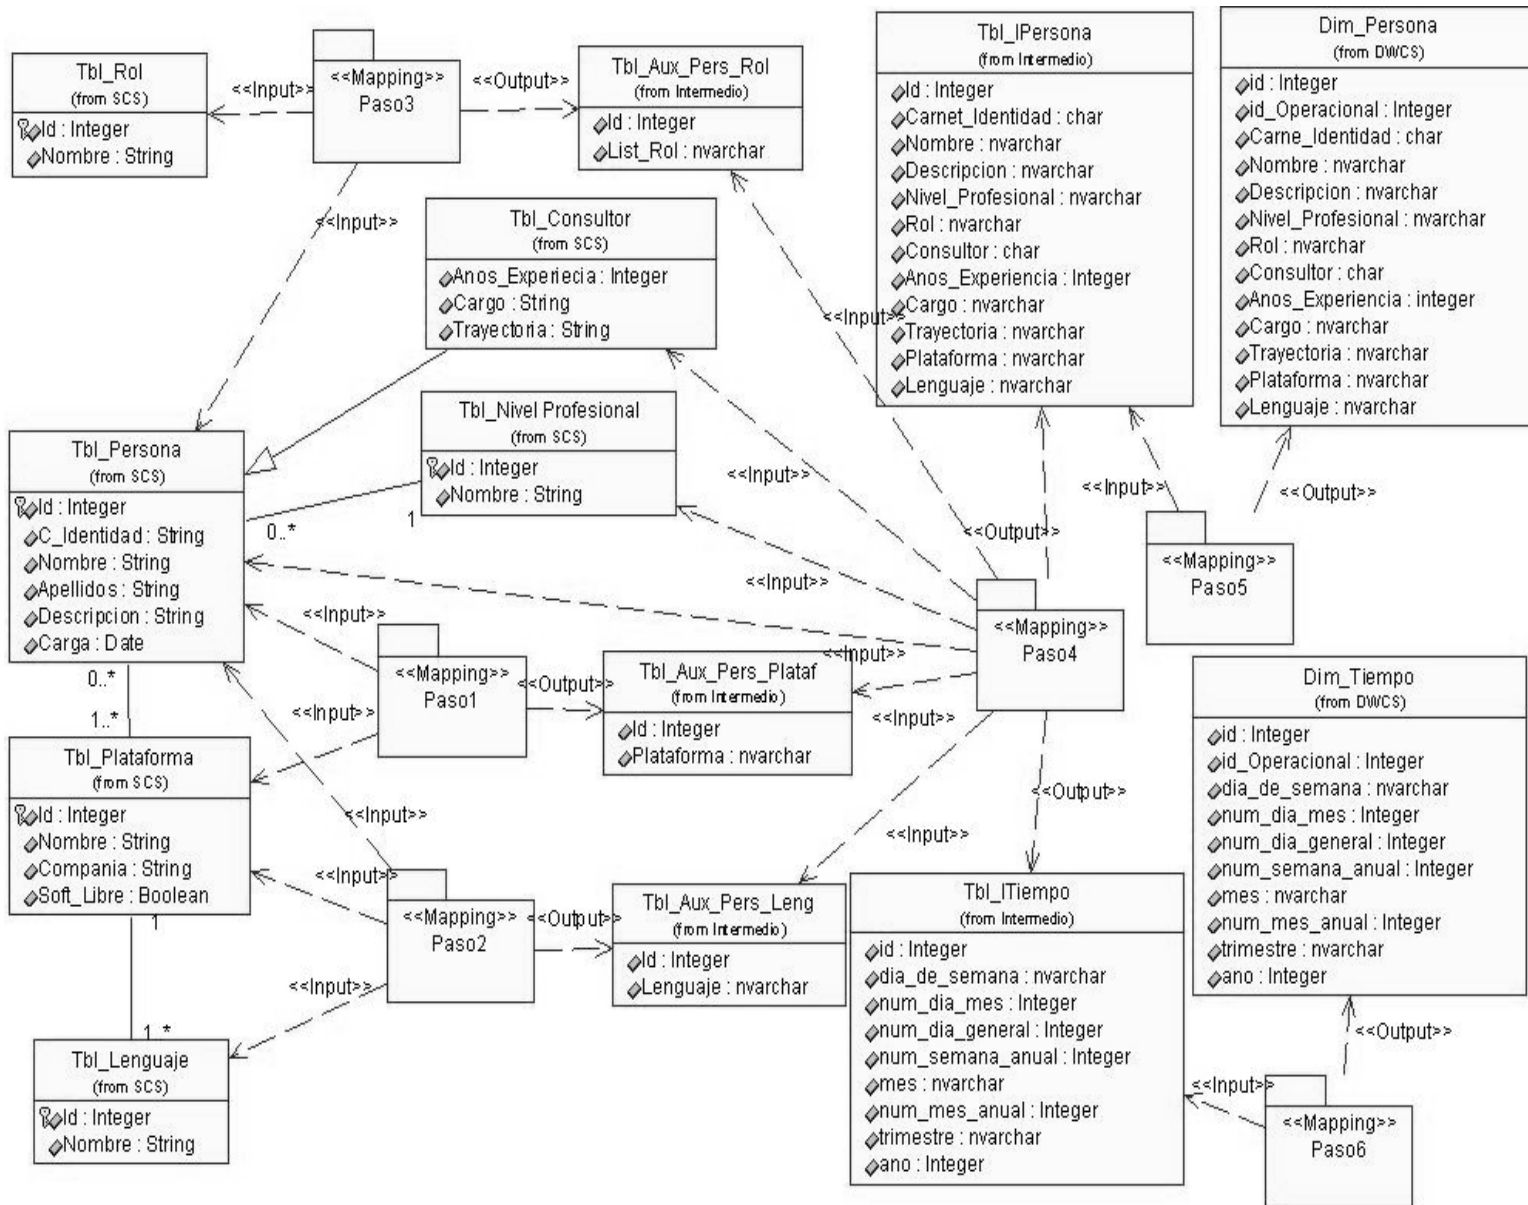 Tbl_Rol
(from SCS)
Id : Integer
Nombre : String
<<Input>>
<<Mapping>>
Paso3
<<Output>>
<<Input>>
Tbl_Aux_Pers_Rol
(from Intermedio)
Id : Integer
List_Rol : nvarchar
Tbl_IPersona
(from Intermedio)
Id : Integer
Carnet_Identidad : char
Nombre : nvarchar
Descripcion : nvarchar
Nivel_Profesional : nvarchar
Rol : nvarchar
Consultor : char
Anos_Experiencia : Integer
Cargo : nvarchar
Trayectoria : nvarchar
Plataforma : nvarchar
Lenguaje : nvarchar
Dim_Persona
(from DWCS)
id : Integer
id_Operacional : Integer
Carne_Identidad : char
Nombre : nvarchar
Descripcion : nvarchar
Nivel_Profesional : nvarchar
Rol : nvarchar
Consultor : char
Anos_Experiencia : integer
Cargo : nvarchar
Trayectoria : nvarchar
Plataforma : nvarchar
Lenguaje : nvarchar
Tbl_Consultor
(from SCS)
Anos_Experiecia : Integer
Cargo : String
Trayectoria : String
<<Input>>
Tbl_Nivel Profesional
(from SCS)
Id : Integer
Nombre : String
<<Input>>
<<Input>>
<<Output>>
<<Output>>
Tbl_Persona
(from SCS)
Id : Integer
C_Identidad : String
Nombre : String
Apellidos : String
Descripcion : String
Carga : Date
0..*
1
<<Mapping>>
Paso5
<<Input>>
<<Mapping>>
Paso4
<<Input>>
<<Input>>
<<Mapping>>
Paso1
<<Output>>
Tbl_Aux_Pers_Plataf
(from Intermedio)
Id : Integer
Plataforma : nvarchar
0..*
1..*
<<Input>>
<<Input>>
<<Output>>
Tbl_Plataforma
(from SCS)
Id : Integer
Nombre : String
Compania : String
Soft_Libre : Boolean
1
<<Input>>
<<Input>>
Dim_Tiempo
(from DWCS)
id : Integer
id_Operacional : Integer
dia_de_semana : nvarchar
num_dia_mes : Integer
num_dia_general : Integer
num_semana_anual : Integer
mes : nvarchar
num_mes_anual : Integer
trimestre : nvarchar
ano : Integer
<<Mapping>>
Paso2
<<Output>>
<<Input>>
Tbl_Aux_Pers_Leng
(from Intermedio)
Id : Integer
Lenguaje : nvarchar
Tbl_ITiempo
(from Intermedio)
id : Integer
dia_de_semana : nvarchar
num_dia_mes : Integer
num_dia_general : Integer
num_semana_anual : Integer
mes : nvarchar
num_mes_anual : Integer
trimestre : nvarchar
ano : Integer
1..*
Tbl_Lenguaje
(from SCS)
Id : Integer
Nombre : String
<<Output>>
<<Input>>
<<Mapping>>
Paso6